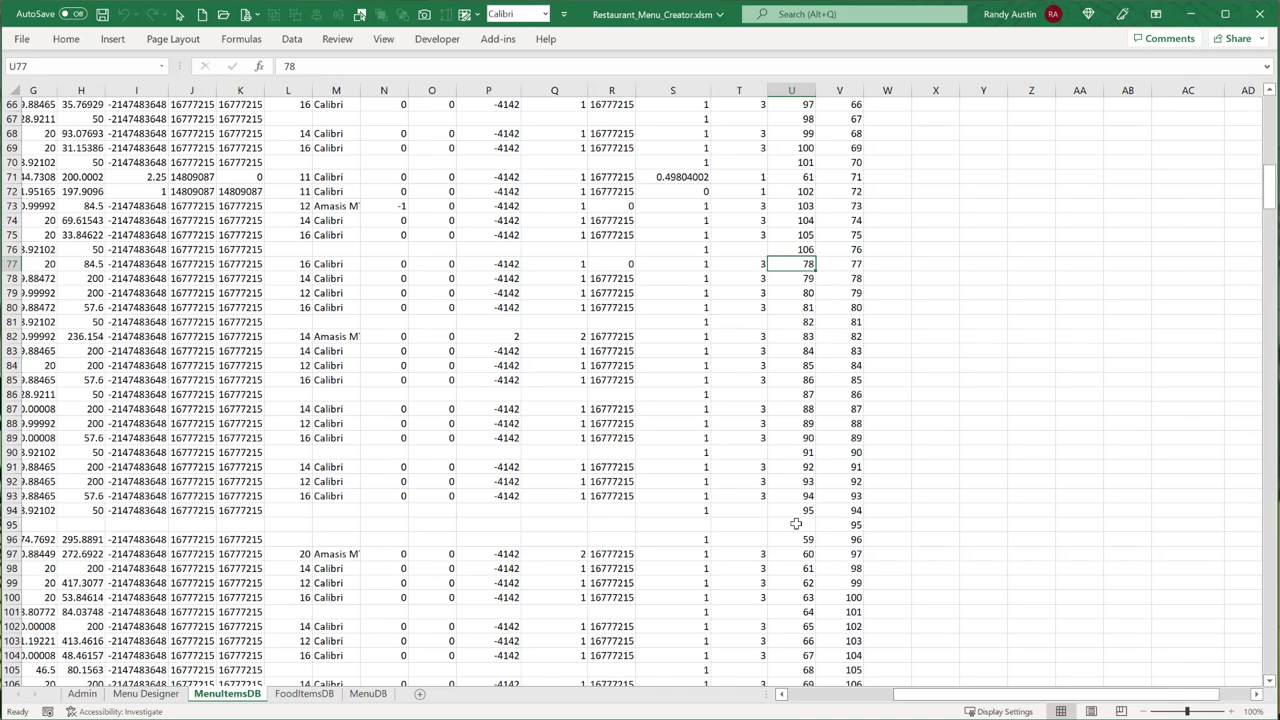 AutoSave Off Calibri Restaurant_Menu_Creator.xlsm Search (Alt+Q) Randy Austin RA
File Home Insert Page Layout Formulas Data Review View Developer Add-ins Help Comments Share
U77 fx 78
G H I J K L M N O P Q R S T U V W X Y Z AA AB AC AD
66 9.88465 35.76929 -2147483648 16777215 16777215 16 Calibri 0 0 -4142 1 16777215 1 3 97 66
67 28.9211 50 -2147483648 16777215 16777215 1 98 67
68 20 93.07693 -2147483648 16777215 16777215 14 Calibri 0 0 -4142 1 16777215 1 3 99 68
69 20 31.15386 -2147483648 16777215 16777215 16 Calibri 0 0 -4142 1 16777215 1 3 100 69
70 3.92102 50 -2147483648 16777215 16777215 1 101 70
71 44.7308 200.0002 2.25 14809087 0 11 Calibri 0 0 -4142 1 16777215 0.49804002 1 61 71
72 1.95165 197.9096 1 14809087 14809087 11 Calibri 0 0 -4142 1 16777215 0 1 102 72
73 0.99992 84.5 -2147483648 16777215 16777215 12 Amasis MT -1 0 -4142 1 0 1 3 103 73
74 20 69.61543 -2147483648 16777215 16777215 14 Calibri 0 0 -4142 1 16777215 1 3 104 74
75 20 33.84622 -2147483648 16777215 16777215 16 Calibri 0 0 -4142 1 16777215 1 3 105 75
76 3.92102 50 -2147483648 16777215 16777215 1 106 76
77 20 84.5 -2147483648 16777215 16777215 16 Calibri 0 0 -4142 1 0 1 3 78 77
78 9.88472 200 -2147483648 16777215 16777215 14 Calibri 0 0 -4142 1 16777215 1 3 79 78
79 9.99992 200 -2147483648 16777215 16777215 12 Calibri 0 0 -4142 1 16777215 1 3 80 79
80 9.88472 57.6 -2147483648 16777215 16777215 16 Calibri 0 0 -4142 1 16777215 1 3 81 80
81 3.92102 50 -2147483648 16777215 16777215 1 82 81
82 0.99992 236.154 -2147483648 16777215 16777215 14 Amasis MT 2 2 16777215 1 3 83 82
83 9.88465 200 -2147483648 16777215 16777215 14 Calibri 0 0 -4142 1 16777215 1 3 84 83
84 20 200 -2147483648 16777215 16777215 12 Calibri 0 0 -4142 1 16777215 1 3 85 84
85 9.88465 57.6 -2147483648 16777215 16777215 16 Calibri 0 0 -4142 1 16777215 1 3 86 85
86 28.9211 50 -2147483648 16777215 16777215 1 87 86
87 0.00008 200 -2147483648 16777215 16777215 14 Calibri 0 0 -4142 1 16777215 1 3 88 87
88 9.99992 200 -2147483648 16777215 16777215 12 Calibri 0 0 -4142 1 16777215 1 3 89 88
89 0.00008 57.6 -2147483648 16777215 16777215 16 Calibri 0 0 -4142 1 16777215 1 3 90 89
90 3.92102 50 -2147483648 16777215 16777215 1 91 90
91 9.88465 200 -2147483648 16777215 16777215 14 Calibri 0 0 -4142 1 16777215 1 3 92 91
92 20 200 -2147483648 16777215 16777215 12 Calibri 0 0 -4142 1 16777215 1 3 93 92
93 9.88465 57.6 -2147483648 16777215 16777215 16 Calibri 0 0 -4142 1 16777215 1 3 94 93
94 3.92102 50 -2147483648 16777215 16777215 1 95 94
95 95
96 74.7692 295.8891 -2147483648 16777215 16777215 1 59 96
97 0.88449 272.6922 -2147483648 16777215 16777215 20 Amasis MT 0 -4142 2 16777215 1 3 60 97
98 20 20 -2147483648 16777215 16777215 14 Calibri 0 0 -4142 1 16777215 1 3 61 98
99 20 417.3077 -2147483648 16777215 16777215 12 Calibri 0 0 -4142 1 16777215 1 3 62 99
100 20 53.84614 -2147483648 16777215 16777215 16 Calibri 0 0 -4142 1 16777215 1 3 63 100
101 3.80772 84.03748 -2147483648 16777215 16777215 1 64 101
102 0.00008 200 -2147483648 16777215 16777215 14 Calibri 0 0 -4142 1 16777215 1 3 65 102
103 1.19221 413.4616 -2147483648 16777215 16777215 12 Calibri 0 0 -4142 1 16777215 1 3 66 103
104 0.00008 48.46157 -2147483648 16777215 16777215 16 Calibri 0 0 -4142 1 16777215 1 3 67 104
105 46.5 80.1563 -2147483648 16777215 16777215 1 68 105
106 20 200 -2147483648 16777215 16777215 14 Calibri 0 0 -4142 1 16777215 1 3 69 106
Admin Menu Designer MenuItemsDB FoodItemsDB MenuDB
Ready Accessibility: Investigate Display Settings 100%